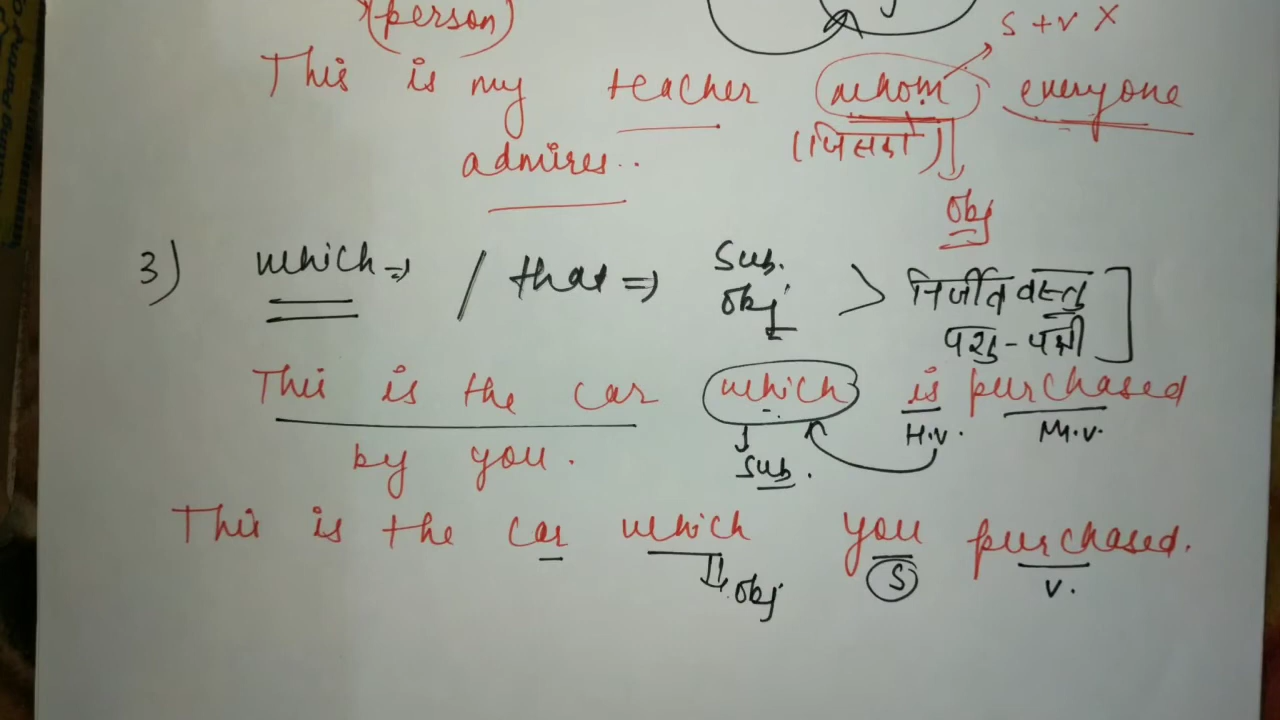 (person)
S + V X
This is my teacher whom everyone
(जिसका)
admires..
Obj
3) which => / that => Sub. Obj > निर्जीव वस्तु
पशु - पक्षी
This is the car which is purchased
H.V. M.V.
by you. Sub.
This is the car which you purchased.
Obj S V.